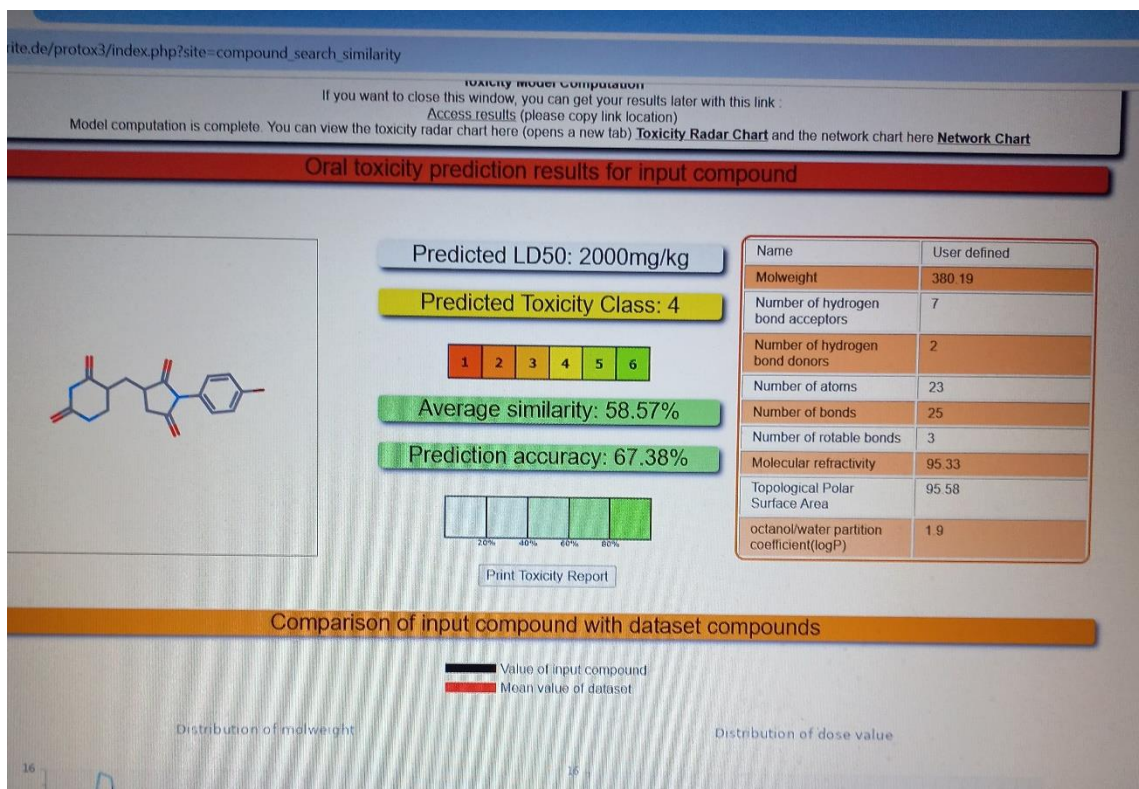 rite.de/protox3/index.php?site=compound_search_similarity
Toxicity Model Computation
If you want to close this window, you can get your results later with this link :
Access results (please copy link location)
Model computation is complete. You can view the toxicity radar chart here (opens a new tab) Toxicity Radar Chart and the network chart here Network Chart
Oral toxicity prediction results for input compound
Predicted LD50: 2000mg/kg
Predicted Toxicity Class: 4
1 2 3 4 5 6
Average similarity: 58.57%
Prediction accuracy: 67.38%
20% 40% 60% 80%
Print Toxicity Report
Name User defined
Molweight 380.19
Number of hydrogen
bond acceptors 7
Number of hydrogen
bond donors 2
Number of atoms 23
Number of bonds 25
Number of rotable bonds 3
Molecular refractivity 95.33
Topological Polar
Surface Area 95.58
octanol/water partition
coefficient(logP) 1.9
Comparison of input compound with dataset compounds
Value of input compound
Mean value of dataset
Distribution of molweight
Distribution of dose value
16
16